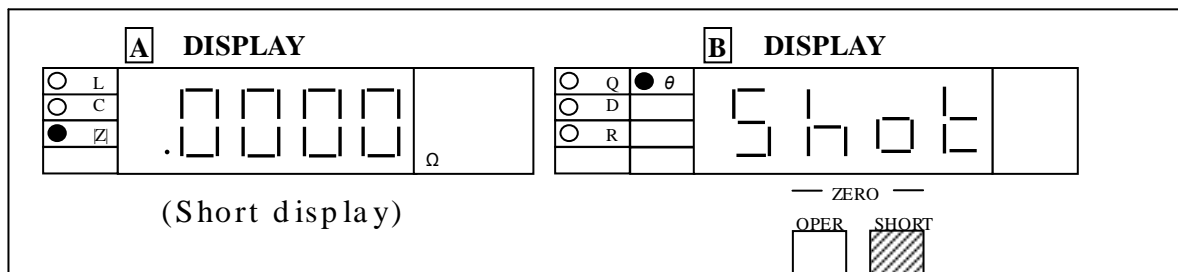 A DISPLAY
L
C
|Z|
.0000
Ω
(Short display)
B DISPLAY
Q θ
D
R
Shot
ZERO
OPER SHORT